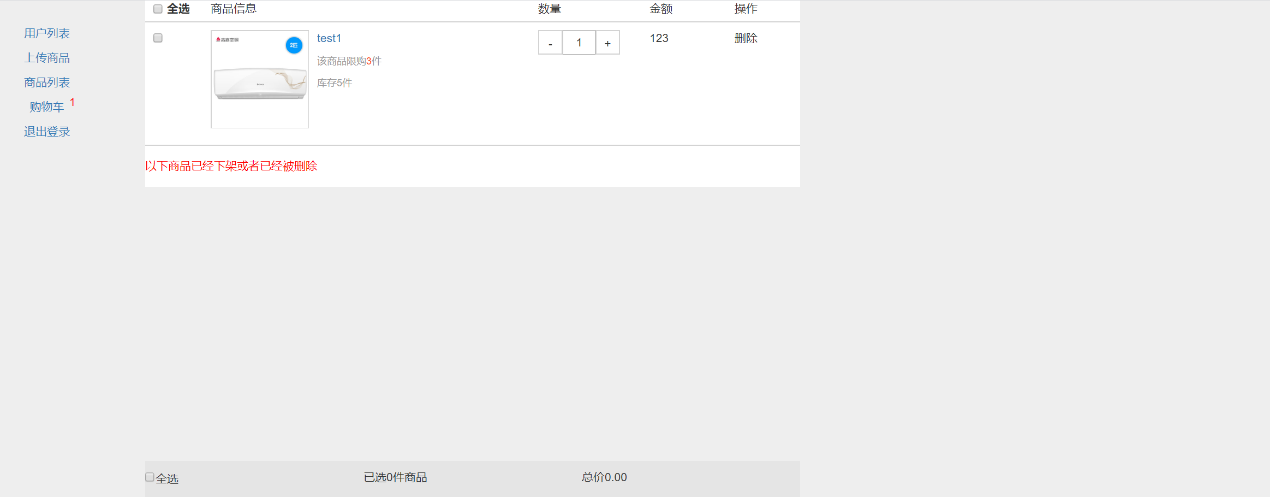 全选 商品信息 数量 金额 操作
用户列表
上传商品
商品列表
购物车 1
退出登录
test1 - 1 + 123 删除
该商品限购3件
库存5件
以下商品已经下架或者已经被删除
全选 已选0件商品 总价0.00